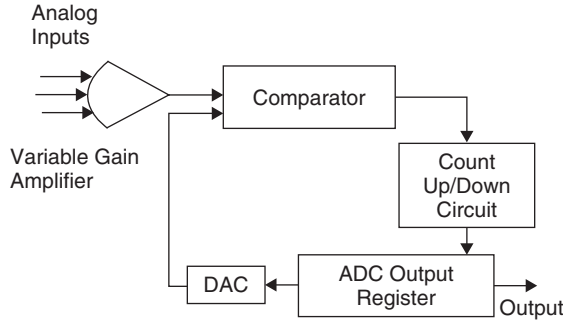 Analog
Inputs
Comparator
Variable Gain
Amplifier
Count
Up/Down
Circuit
DAC
ADC Output
Register
Output